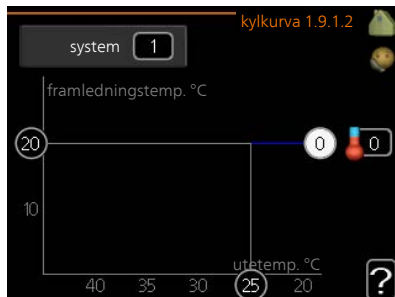 kylkurva 1.9.1.2
system 1
framledningstemp. °C
20 0 0
10
utetemp. °C
40 35 30 25 20
?